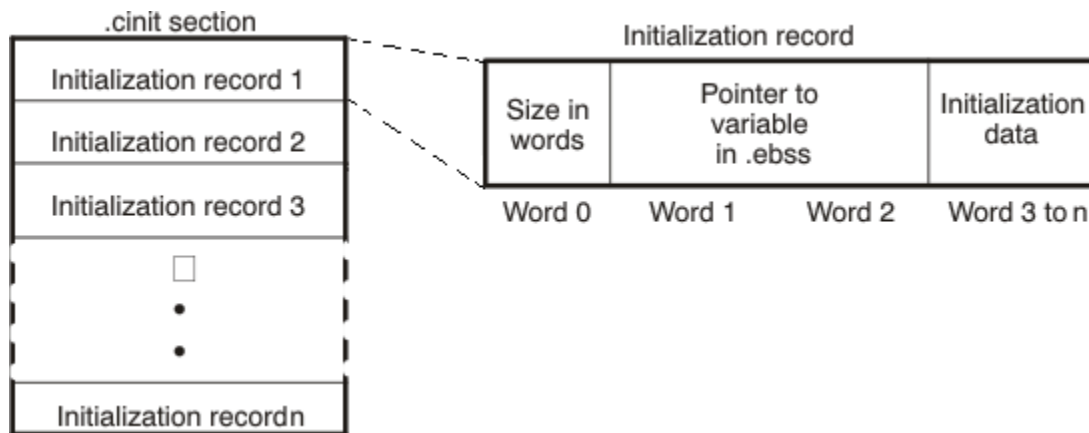 .cinit section
Initialization record 1
Initialization record 2
Initialization record 3
Initialization recordn
Initialization record
Size in
words
Pointer to
variable
in .ebss
Initialization
data
Word 0
Word 1
Word 2
Word 3 to n